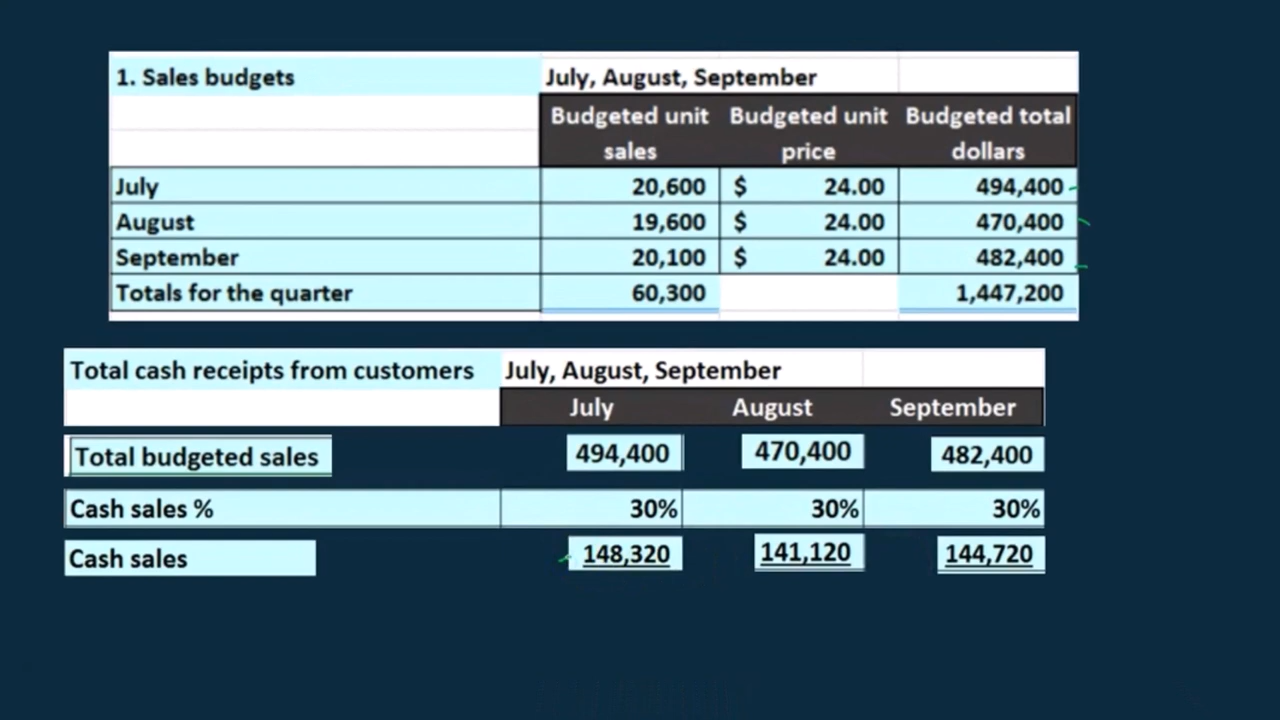 1. Sales budgets July, August, September
Budgeted unit sales Budgeted unit price Budgeted total dollars
July 20,600 $ 24.00 494,400
August 19,600 $ 24.00 470,400
September 20,100 $ 24.00 482,400
Totals for the quarter 60,300 1,447,200
Total cash receipts from customers July, August, September
July August September
Total budgeted sales 494,400 470,400 482,400
Cash sales % 30% 30% 30%
Cash sales 148,320 141,120 144,720